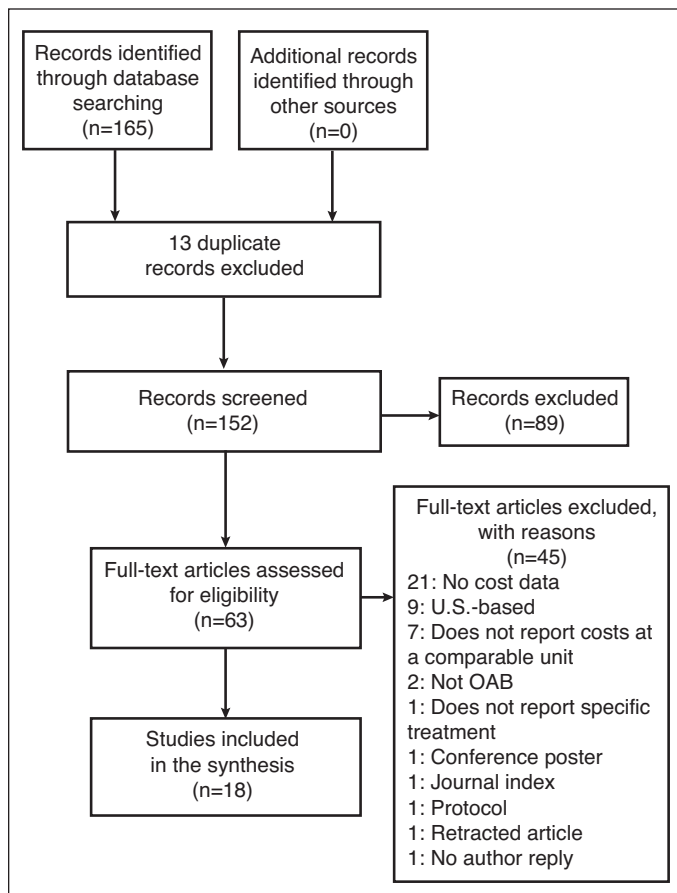 Records identified
through database
searching
(n=165)
Additional records
identified through
other sources
(n=0)
13 duplicate
records excluded
Records screened
(n=152)
Records excluded
(n=89)
Full-text articles assessed
for eligibility
(n=63)
Full-text articles excluded,
with reasons
(n=45)
21: No cost data
9: U.S.-based
7: Does not report costs at
a comparable unit
2: Not OAB
1: Does not report specific
treatment
1: Conference poster
1: Journal index
1: Protocol
1: Retracted article
1: No author reply
Studies included
in the synthesis
(n=18)